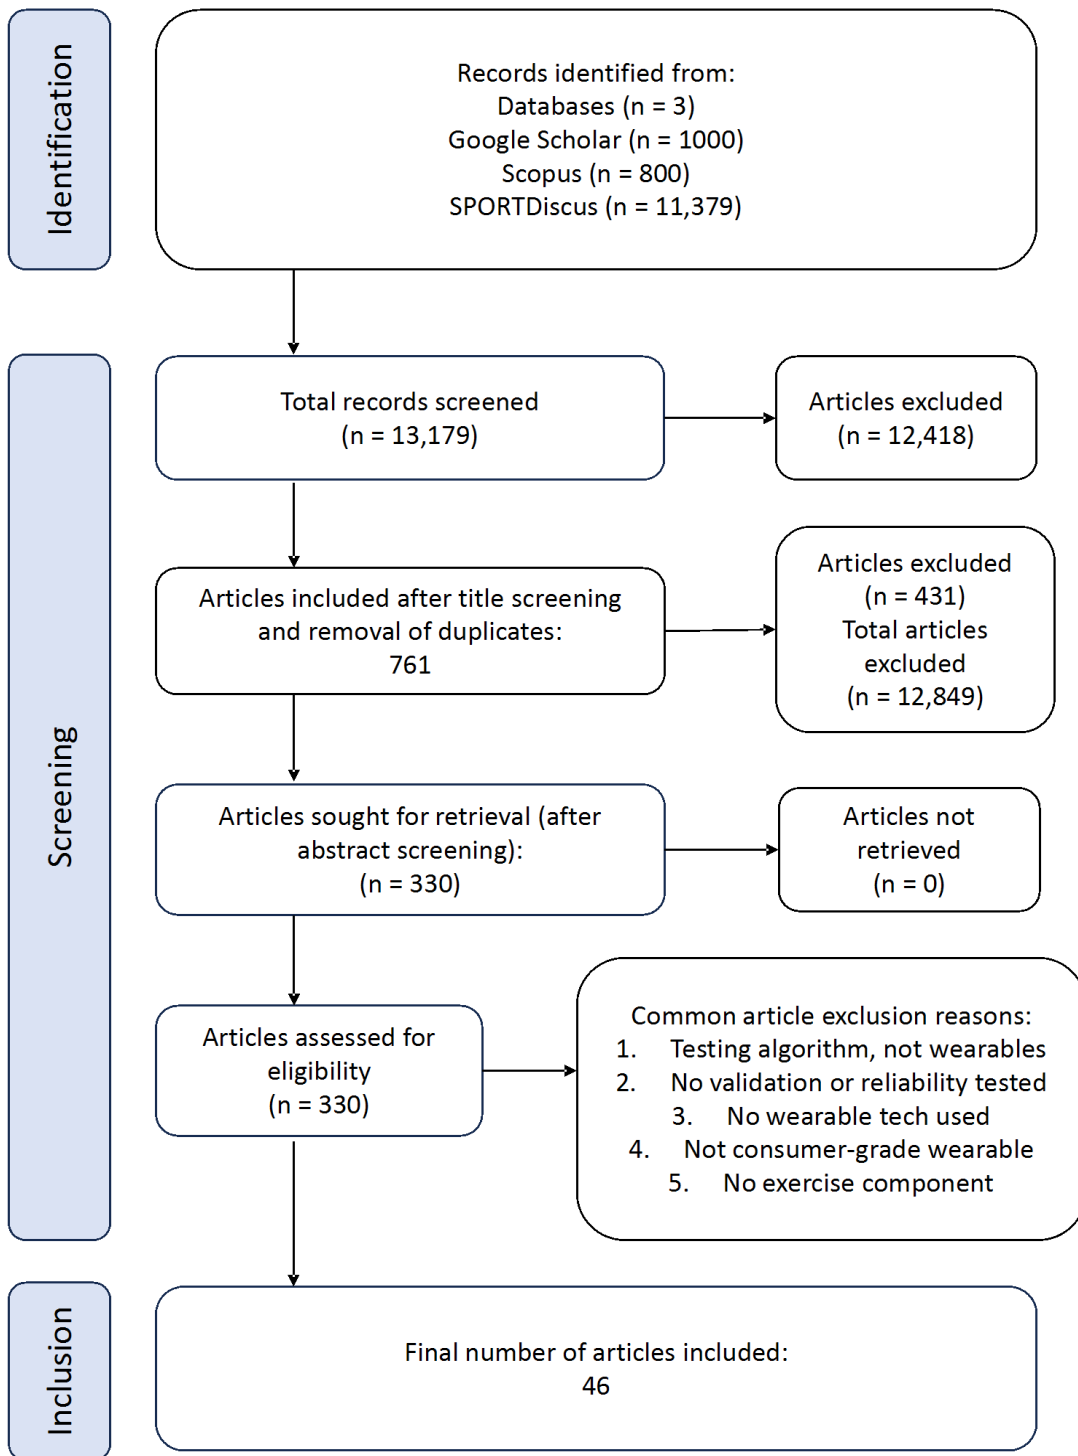 Identification
Records identified from:
Databases (n = 3)
Google Scholar (n = 1000)
Scopus (n = 800)
SPORTDiscus (n = 11,379)
Screening
Total records screened
(n = 13,179)
Articles excluded
(n = 12,418)
Articles included after title screening
and removal of duplicates:
761
Articles excluded
(n = 431)
Total articles
excluded
(n = 12,849)
Articles sought for retrieval (after
abstract screening):
(n = 330)
Articles not
retrieved
(n = 0)
Articles assessed for
eligibility
(n = 330)
Common article exclusion reasons:
1. Testing algorithm, not wearables
2. No validation or reliability tested
3. No wearable tech used
4. Not consumer-grade wearable
5. No exercise component
Inclusion
Final number of articles included:
46